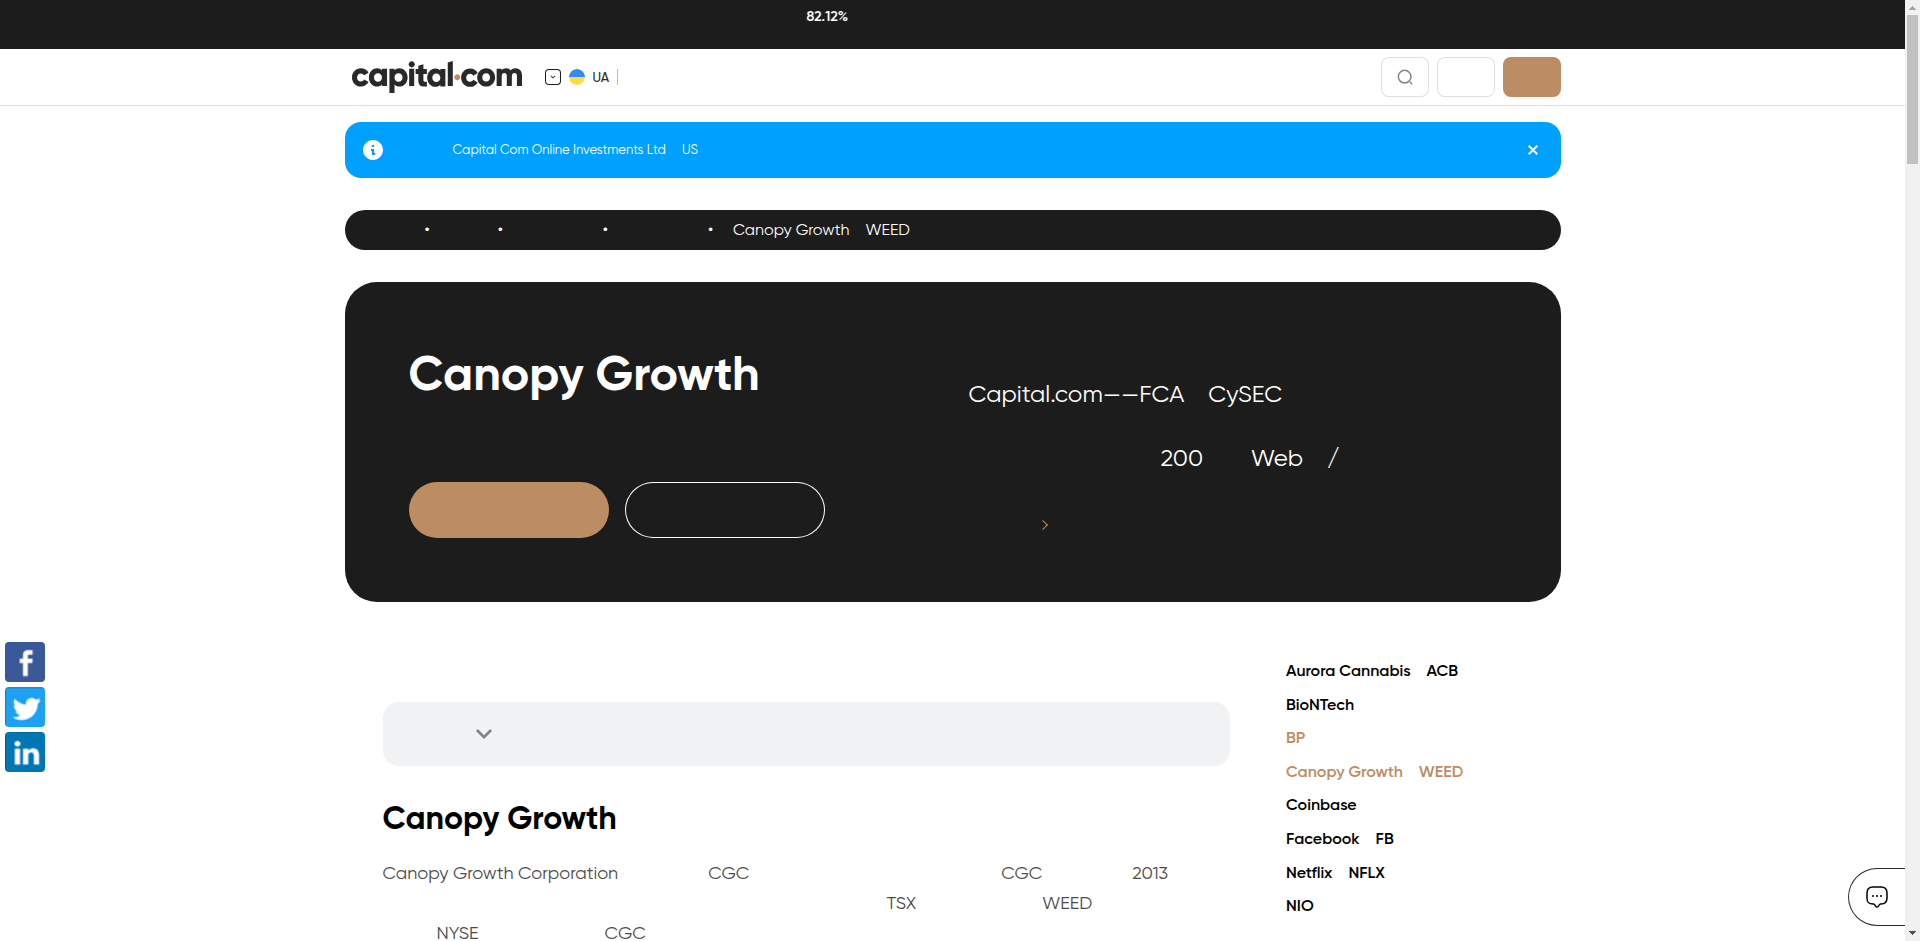 82.12%
capital.com UA
Capital Com Online Investments Ltd US
• • • • Canopy Growth WEED
Canopy Growth
Capital.com——FCA CySEC
200 Web /
Aurora Cannabis ACB
BioNTech
BP
Canopy Growth WEED
Coinbase
Facebook FB
Netflix NFLX
NIO
Canopy Growth
Canopy Growth Corporation CGC CGC 2013
TSX WEED
NYSE CGC